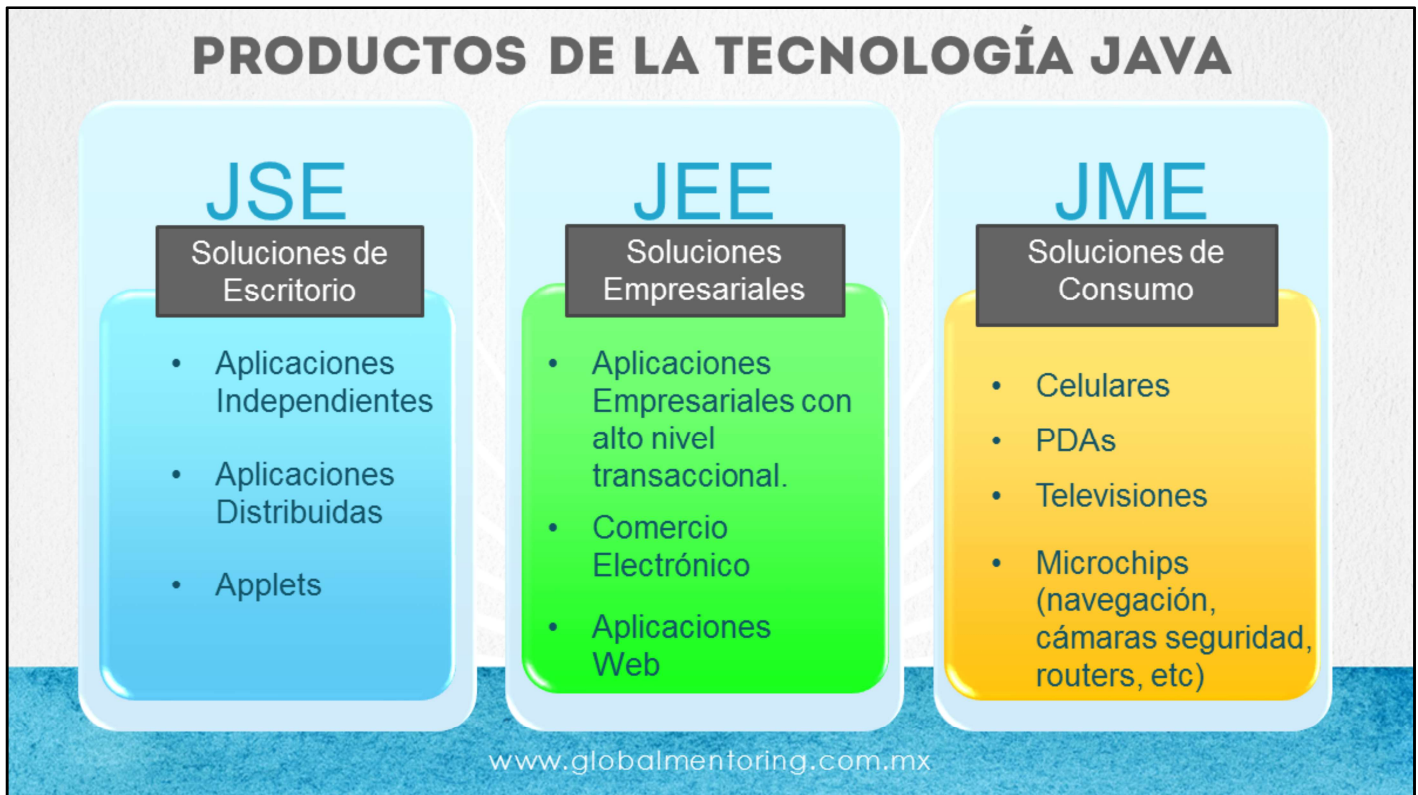 PRODUCTOS DE LA TECNOLOGÍA JAVA
JSE
Soluciones de
Escritorio
• Aplicaciones
Independientes
• Aplicaciones
Distribuidas
• Applets
JEE
Soluciones
Empresariales
• Aplicaciones
Empresariales con
alto nivel
transaccional.
• Comercio
Electrónico
• Aplicaciones
Web
JME
Soluciones de
Consumo
• Celulares
• PDAs
• Televisiones
• Microchips
(navegación,
cámaras seguridad,
routers, etc)
www.globalmentoring.com.mx